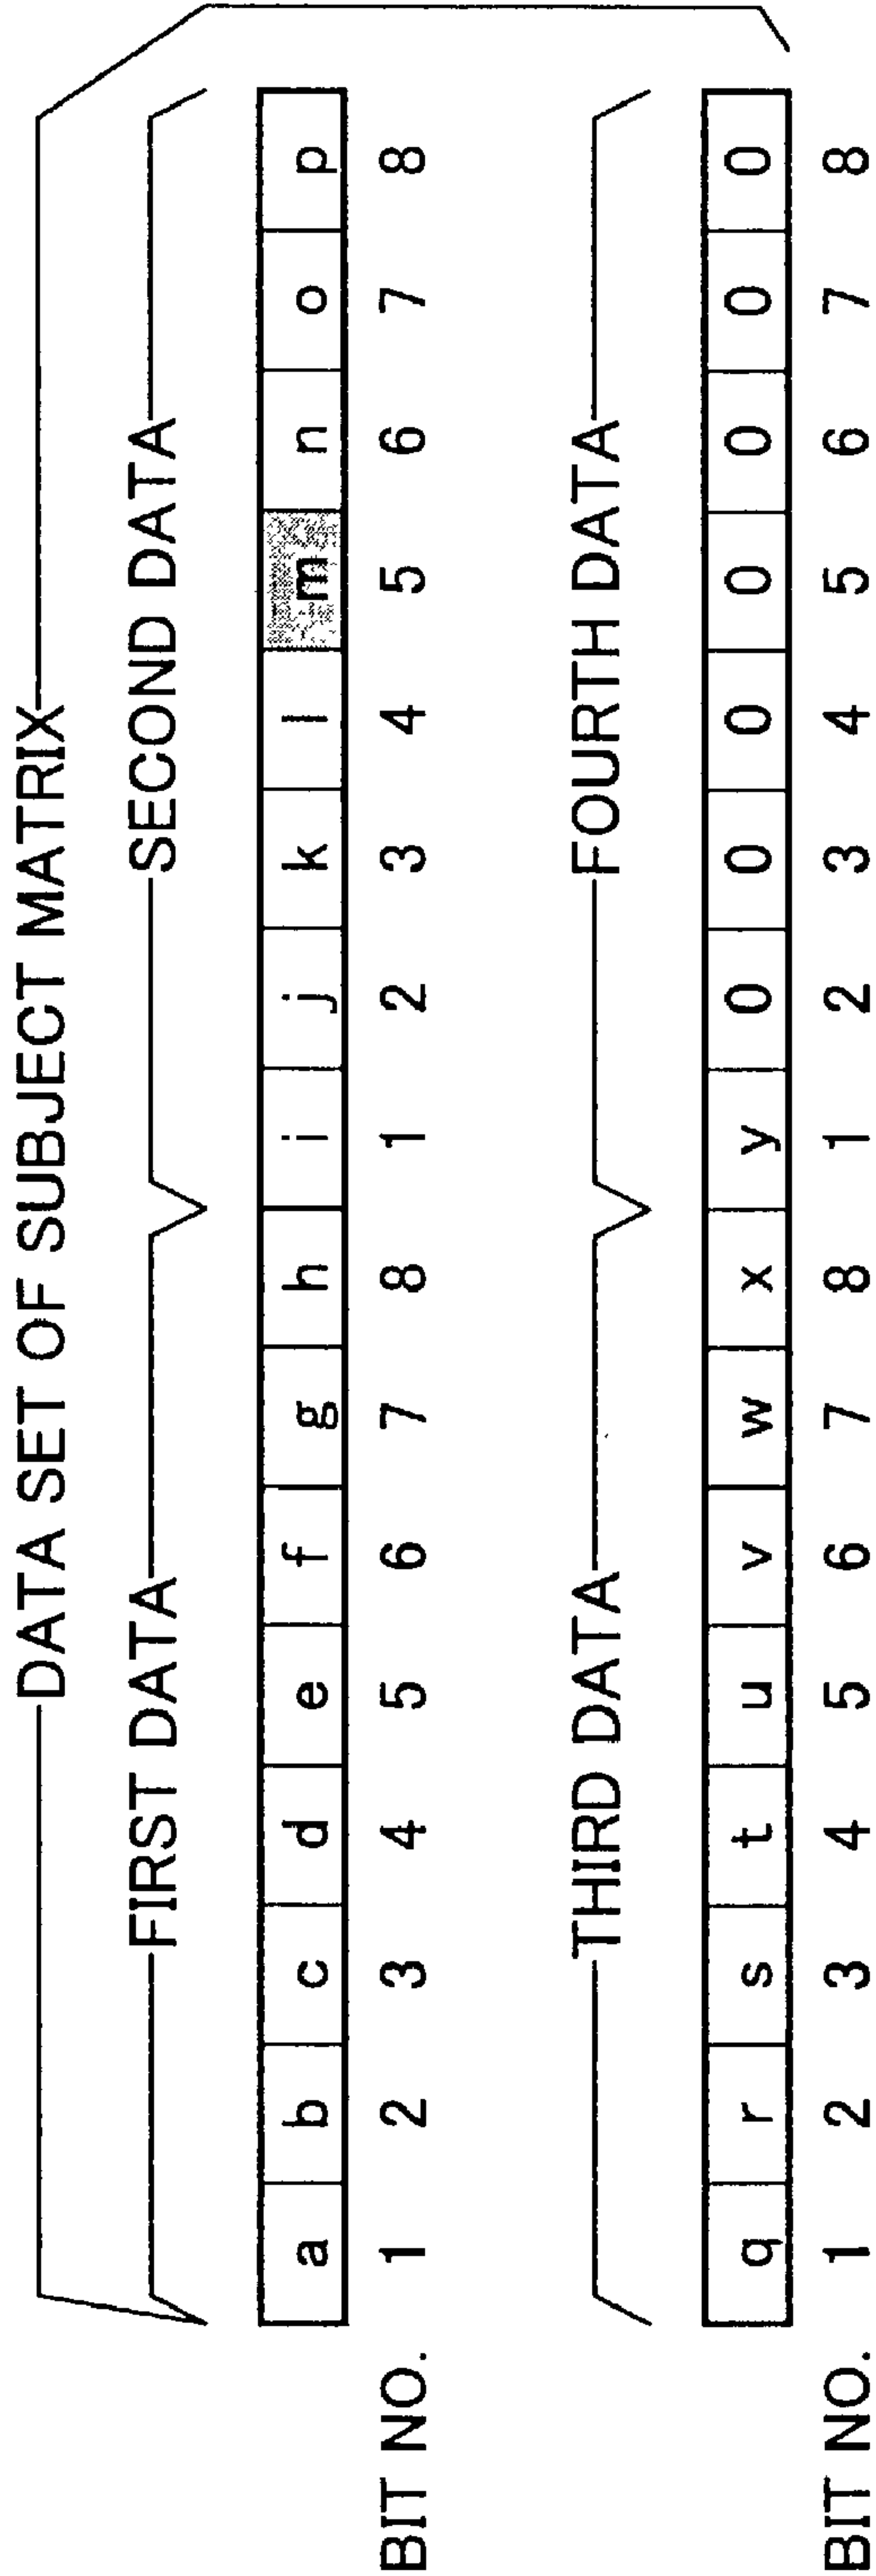 DATA SET OF SUBJECT MATRIX
FIRST DATA SECOND DATA
a b c d e f g h i j k l m n o p
BIT NO. 1 2 3 4 5 6 7 8 1 2 3 4 5 6 7 8
THIRD DATA FOURTH DATA
q r s t u v w x y 0 0 0 0 0 0 0
BIT NO. 1 2 3 4 5 6 7 8 1 2 3 4 5 6 7 8